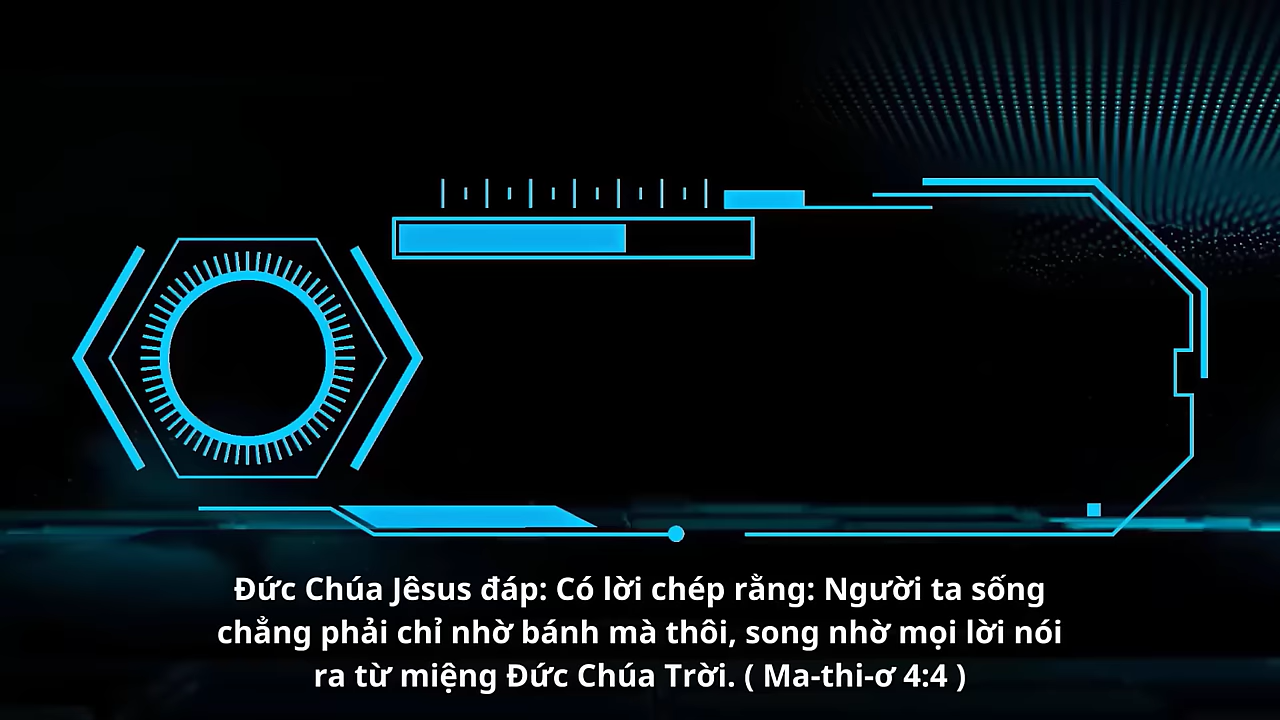 Đức Chúa Jêsus đáp: Có lời chép rằng: Người ta sống
chẳng phải chỉ nhờ bánh mà thôi, song nhờ mọi lời nói
ra từ miệng Đức Chúa Trời. ( Ma-thi-ơ 4:4 )